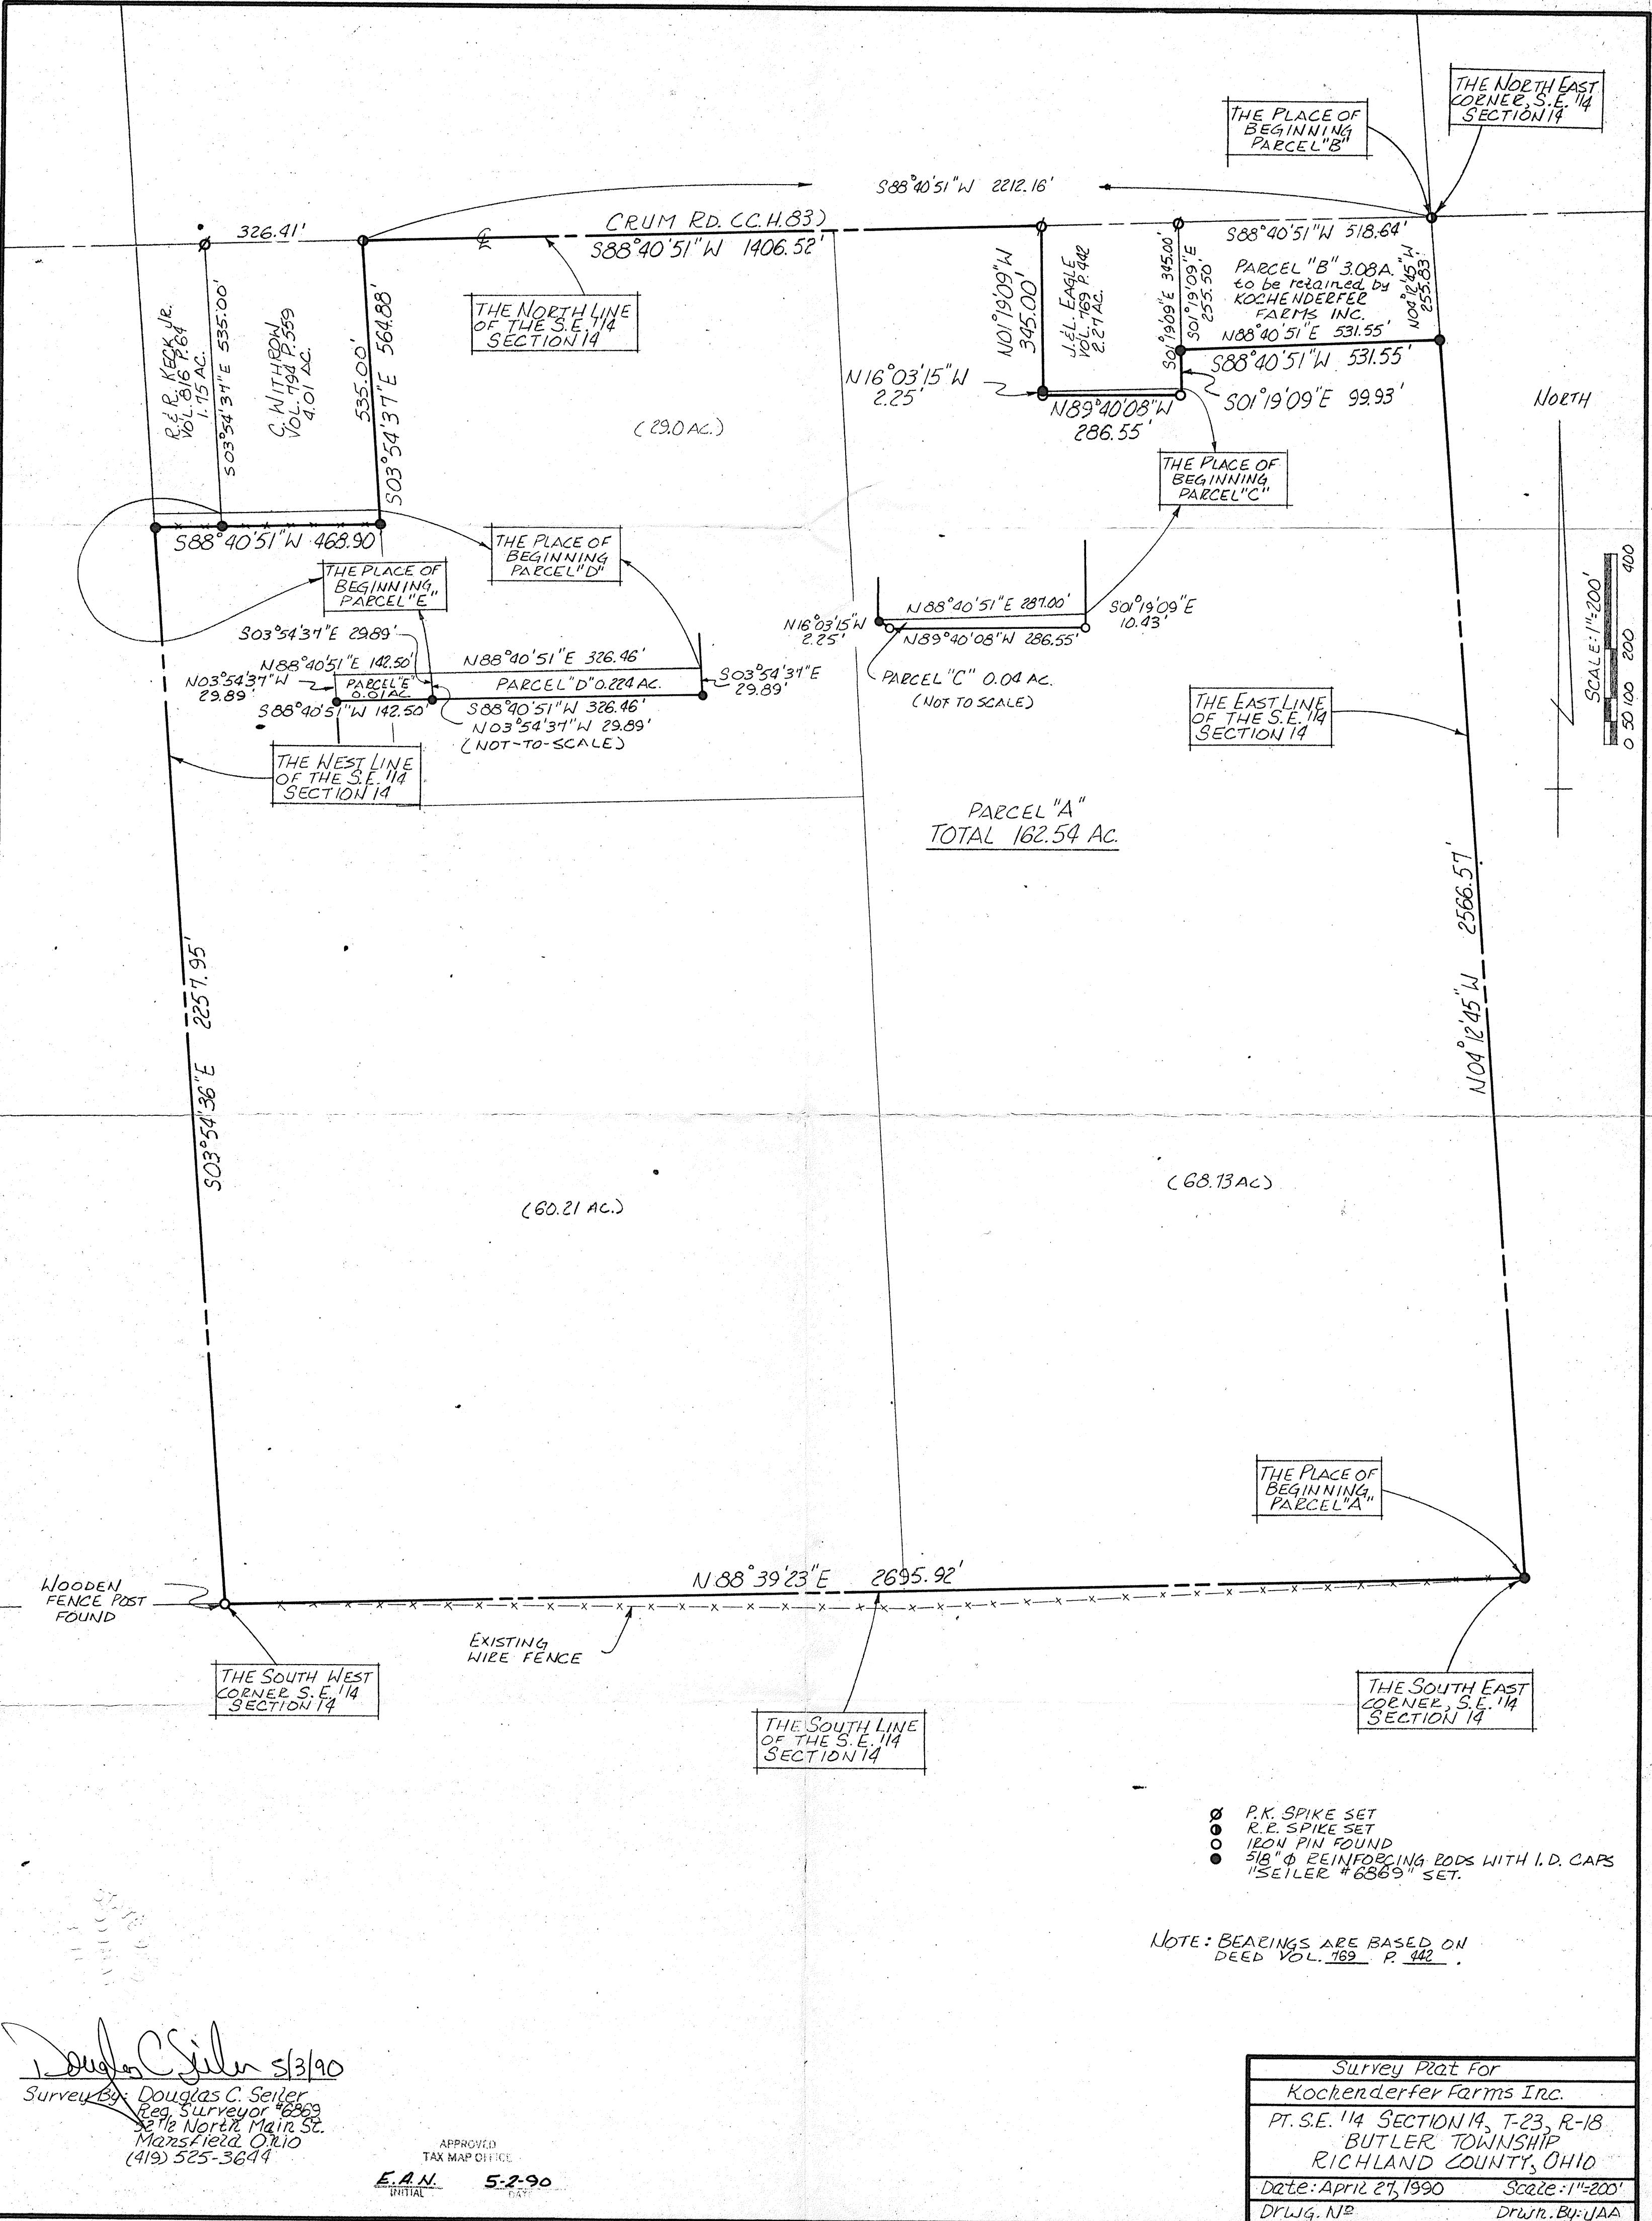 THE NORTH EAST
CORNER, S.E. 1/4
SECTION 14
THE PLACE OF
BEGINNING
PARCEL "B"
S88°40'51"W 2212.16'
326.41'
CRUM RD. (C.H.83)
S88°40'51"W 1406.52'
S88°40'51"W 518.64'
PARCEL "B" 3.08A.
to be retained by
KOCHENDERFER
FARMS INC.
N88°40'51"E 531.55'
S88°40'51"W 531.55'
N04°12'45"W
255.83'
S01°19'09"E 345.00'
S01°19'09"E
255.50'
J.&L. EAGLE
VOL. 769 P. 442
2.27 AC.
N01°19'09"W
345.00'
THE NORTH LINE
OF THE S.E. 1/4
SECTION 14
R.& R. KECK JR.
VOL. 816 P.64
1.75 AC.
S03°54'37"E 535.00'
C. WITHROW
VOL. 794 P.559
4.01 AC.
535.00'
S03°54'37"E 564.88'
N16°03'15"W
2.25'
N89°40'08"W
286.55'
S01°19'09"E 99.93'
(29.0 AC.)
NORTH
THE PLACE OF
BEGINNING
PARCEL "C"
S88°40'51"W 468.90'
THE PLACE OF
BEGINNING
PARCEL "D"
THE PLACE OF
BEGINNING
PARCEL "E"
SCALE: 1"=200'
0 50 100 200 400
S03°54'37"E 29.89'
N88°40'51"E 142.50'
N88°40'51"E 326.46'
N03°54'37"W
29.89'
PARCEL "E"
0.01 AC.
PARCEL "D" 0.224 AC.
S03°54'37"E
29.89'
S88°40'51"W 142.50'
S88°40'51"W 326.46'
N03°54'37"W 29.89'
(NOT-TO-SCALE)
N16°03'15"W
2.25'
N88°40'51"E 287.00'
S01°19'09"E
10.43'
N89°40'08"W 286.55'
PARCEL "C" 0.04 AC.
(NOT TO SCALE)
THE EAST LINE
OF THE S.E. 1/4
SECTION 14
THE WEST LINE
OF THE S.E. 1/4
SECTION 14
PARCEL "A"
TOTAL 162.54 AC.
N04°12'45"W 2566.57'
S03°54'36"E 2257.95'
(60.21 AC.)
(68.73 AC)
THE PLACE OF
BEGINNING
PARCEL "A"
N88°39'23"E 2695.92'
WOODEN
FENCE POST
FOUND
EXISTING
WIRE FENCE
THE SOUTH WEST
CORNER S.E. 1/4
SECTION 14
THE SOUTH LINE
OF THE S.E. 1/4
SECTION 14
THE SOUTH EAST
CORNER, S.E. 1/4
SECTION 14
P.K. SPIKE SET
R.R. SPIKE SET
IRON PIN FOUND
5/8" Φ REINFORCING RODS WITH I.D. CAPS
"SEILER #6869" SET.
NOTE: BEARINGS ARE BASED ON
DEED VOL. 769 P. 442.
Douglas C Seiler 5/3/90
Survey By: Douglas C. Seiler
Reg. Surveyor #6869
52 1/2 North Main St.
Mansfield Ohio
(419) 525-3644
APPROVED
TAX MAP OFFICE
E.A.N. 5-2-90
INITIAL DATE
Survey Plat For
Kochenderfer Farms Inc.
PT. S.E. 1/4 SECTION 14, T-23, R-18
BUTLER TOWNSHIP
RICHLAND COUNTY, OHIO
Date: April 27, 1990 Scale: 1"=200'
Drwg. Nº Drwn. By: JAA